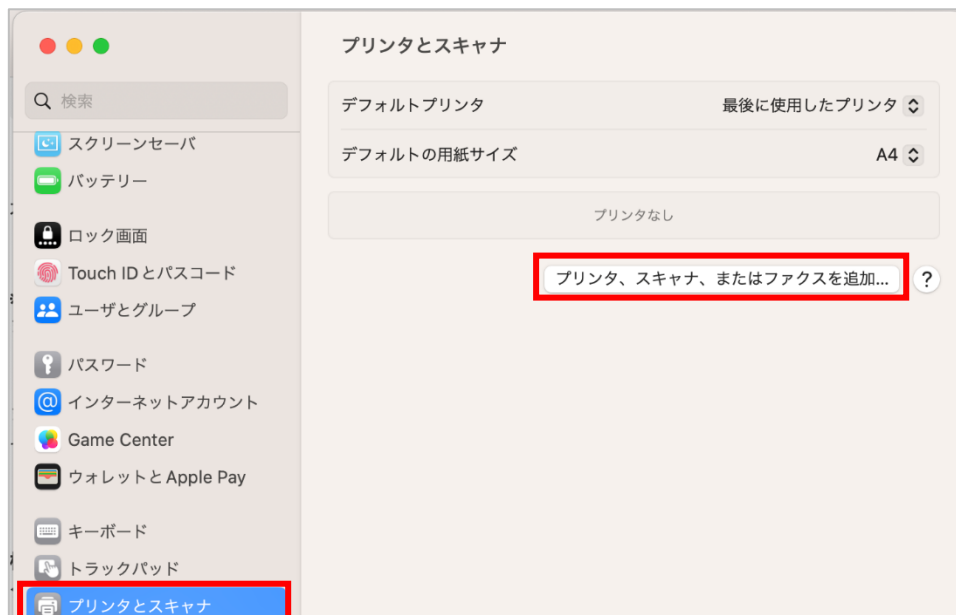 プリンタとスキャナ
検索
スクリーンセーバ
バッテリー
ロック画面
Touch IDとパスコード
ユーザとグループ
パスワード
インターネットアカウント
Game Center
ウォレットとApple Pay
キーボード
トラックパッド
プリンタとスキャナ
デフォルトプリンタ 最後に使用したプリンタ
デフォルトの用紙サイズ A4
プリンタなし
プリンタ、スキャナ、またはファクスを追加... ?